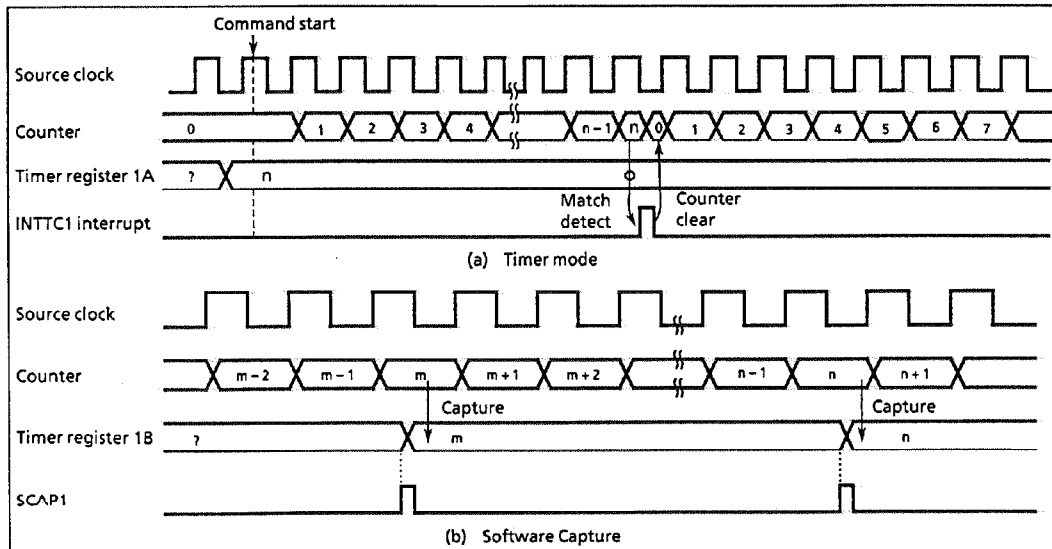 Command start
Source clock
Counter 0 1 2 3 4 n – 1 n 0 1 2 3 4 5 6 7
Timer register 1A ? n
Match detect
Counter clear
INTTC1 interrupt
(a) Timer mode
Source clock
Counter m – 2 m – 1 m m + 1 m + 2 n – 1 n n + 1
Capture Capture
Timer register 1B ? m n
SCAP1
(b) Software Capture